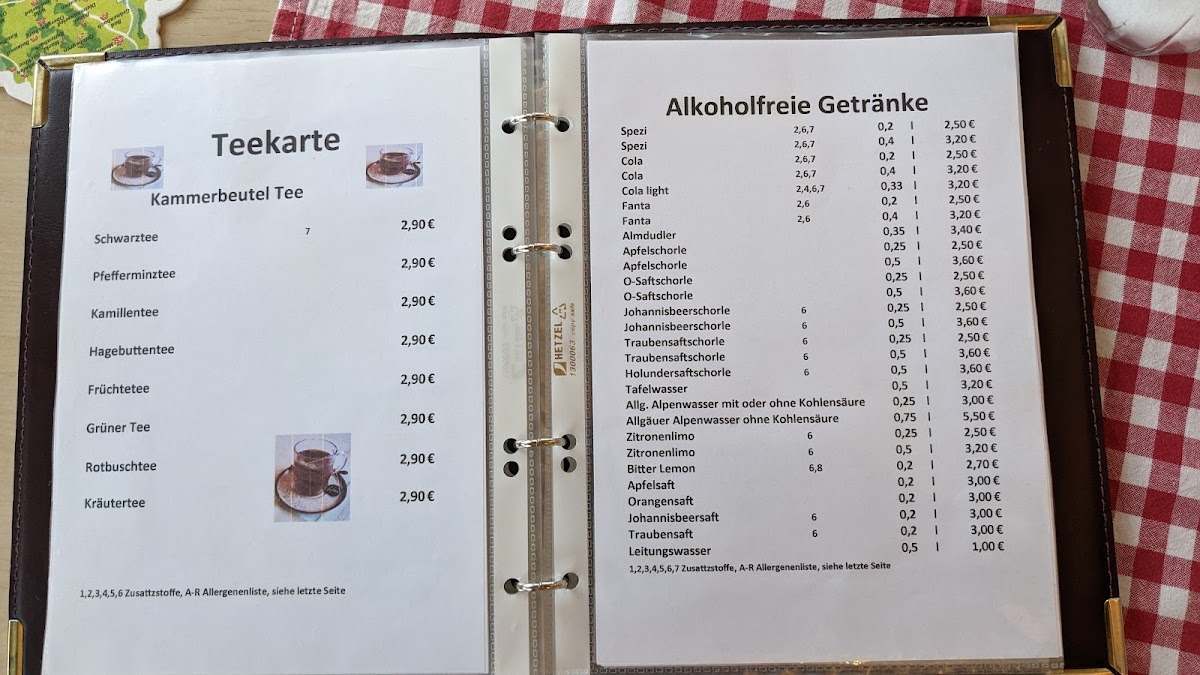 Teekarte
Kammerbeutel Tee
Schwarztee 7 2,90 €
Pfefferminztee 2,90 €
Kamillentee 2,90 €
Hagebuttentee 2,90 €
Früchtetee 2,90 €
Grüner Tee 2,90 €
Rotbuschtee 2,90 €
Kräutertee 2,90 €
1,2,3,4,5,6 Zusattzstoffe, A-R Allergenenliste, siehe letzte Seite
HETZEL
1300063 copy safe
Alkoholfreie Getränke
Spezi 2,6,7 0,2 l 2,50 €
Spezi 2,6,7 0,4 l 3,20 €
Cola 2,6,7 0,2 l 2,50 €
Cola 2,6,7 0,4 l 3,20 €
Cola light 2,4,6,7 0,33 l 3,20 €
Fanta 2,6 0,2 l 2,50 €
Fanta 2,6 0,4 l 3,20 €
Almdudler 0,35 l 3,40 €
Apfelschorle 0,25 l 2,50 €
Apfelschorle 0,5 l 3,60 €
O-Saftschorle 0,25 l 2,50 €
O-Saftschorle 0,5 l 3,60 €
Johannisbeerschorle 6 0,25 l 2,50 €
Johannisbeerschorle 6 0,5 l 3,60 €
Traubensaftschorle 6 0,25 l 2,50 €
Traubensaftschorle 6 0,5 l 3,60 €
Holundersaftschorle 6 0,5 l 3,60 €
Tafelwasser 0,5 l 3,20 €
Allg. Alpenwasser mit oder ohne Kohlensäure 0,25 l 3,00 €
Allgäuer Alpenwasser ohne Kohlensäure 0,75 l 5,50 €
Zitronenlimo 6 0,25 l 2,50 €
Zitronenlimo 6 0,5 l 3,20 €
Bitter Lemon 6,8 0,2 l 2,70 €
Apfelsaft 0,2 l 3,00 €
Orangensaft 0,2 l 3,00 €
Johannisbeersaft 6 0,2 l 3,00 €
Traubensaft 6 0,2 l 3,00 €
Leitungswasser 0,5 l 1,00 €
1,2,3,4,5,6,7 Zusatzstoffe, A-R Allergenenliste, siehe letzte Seite